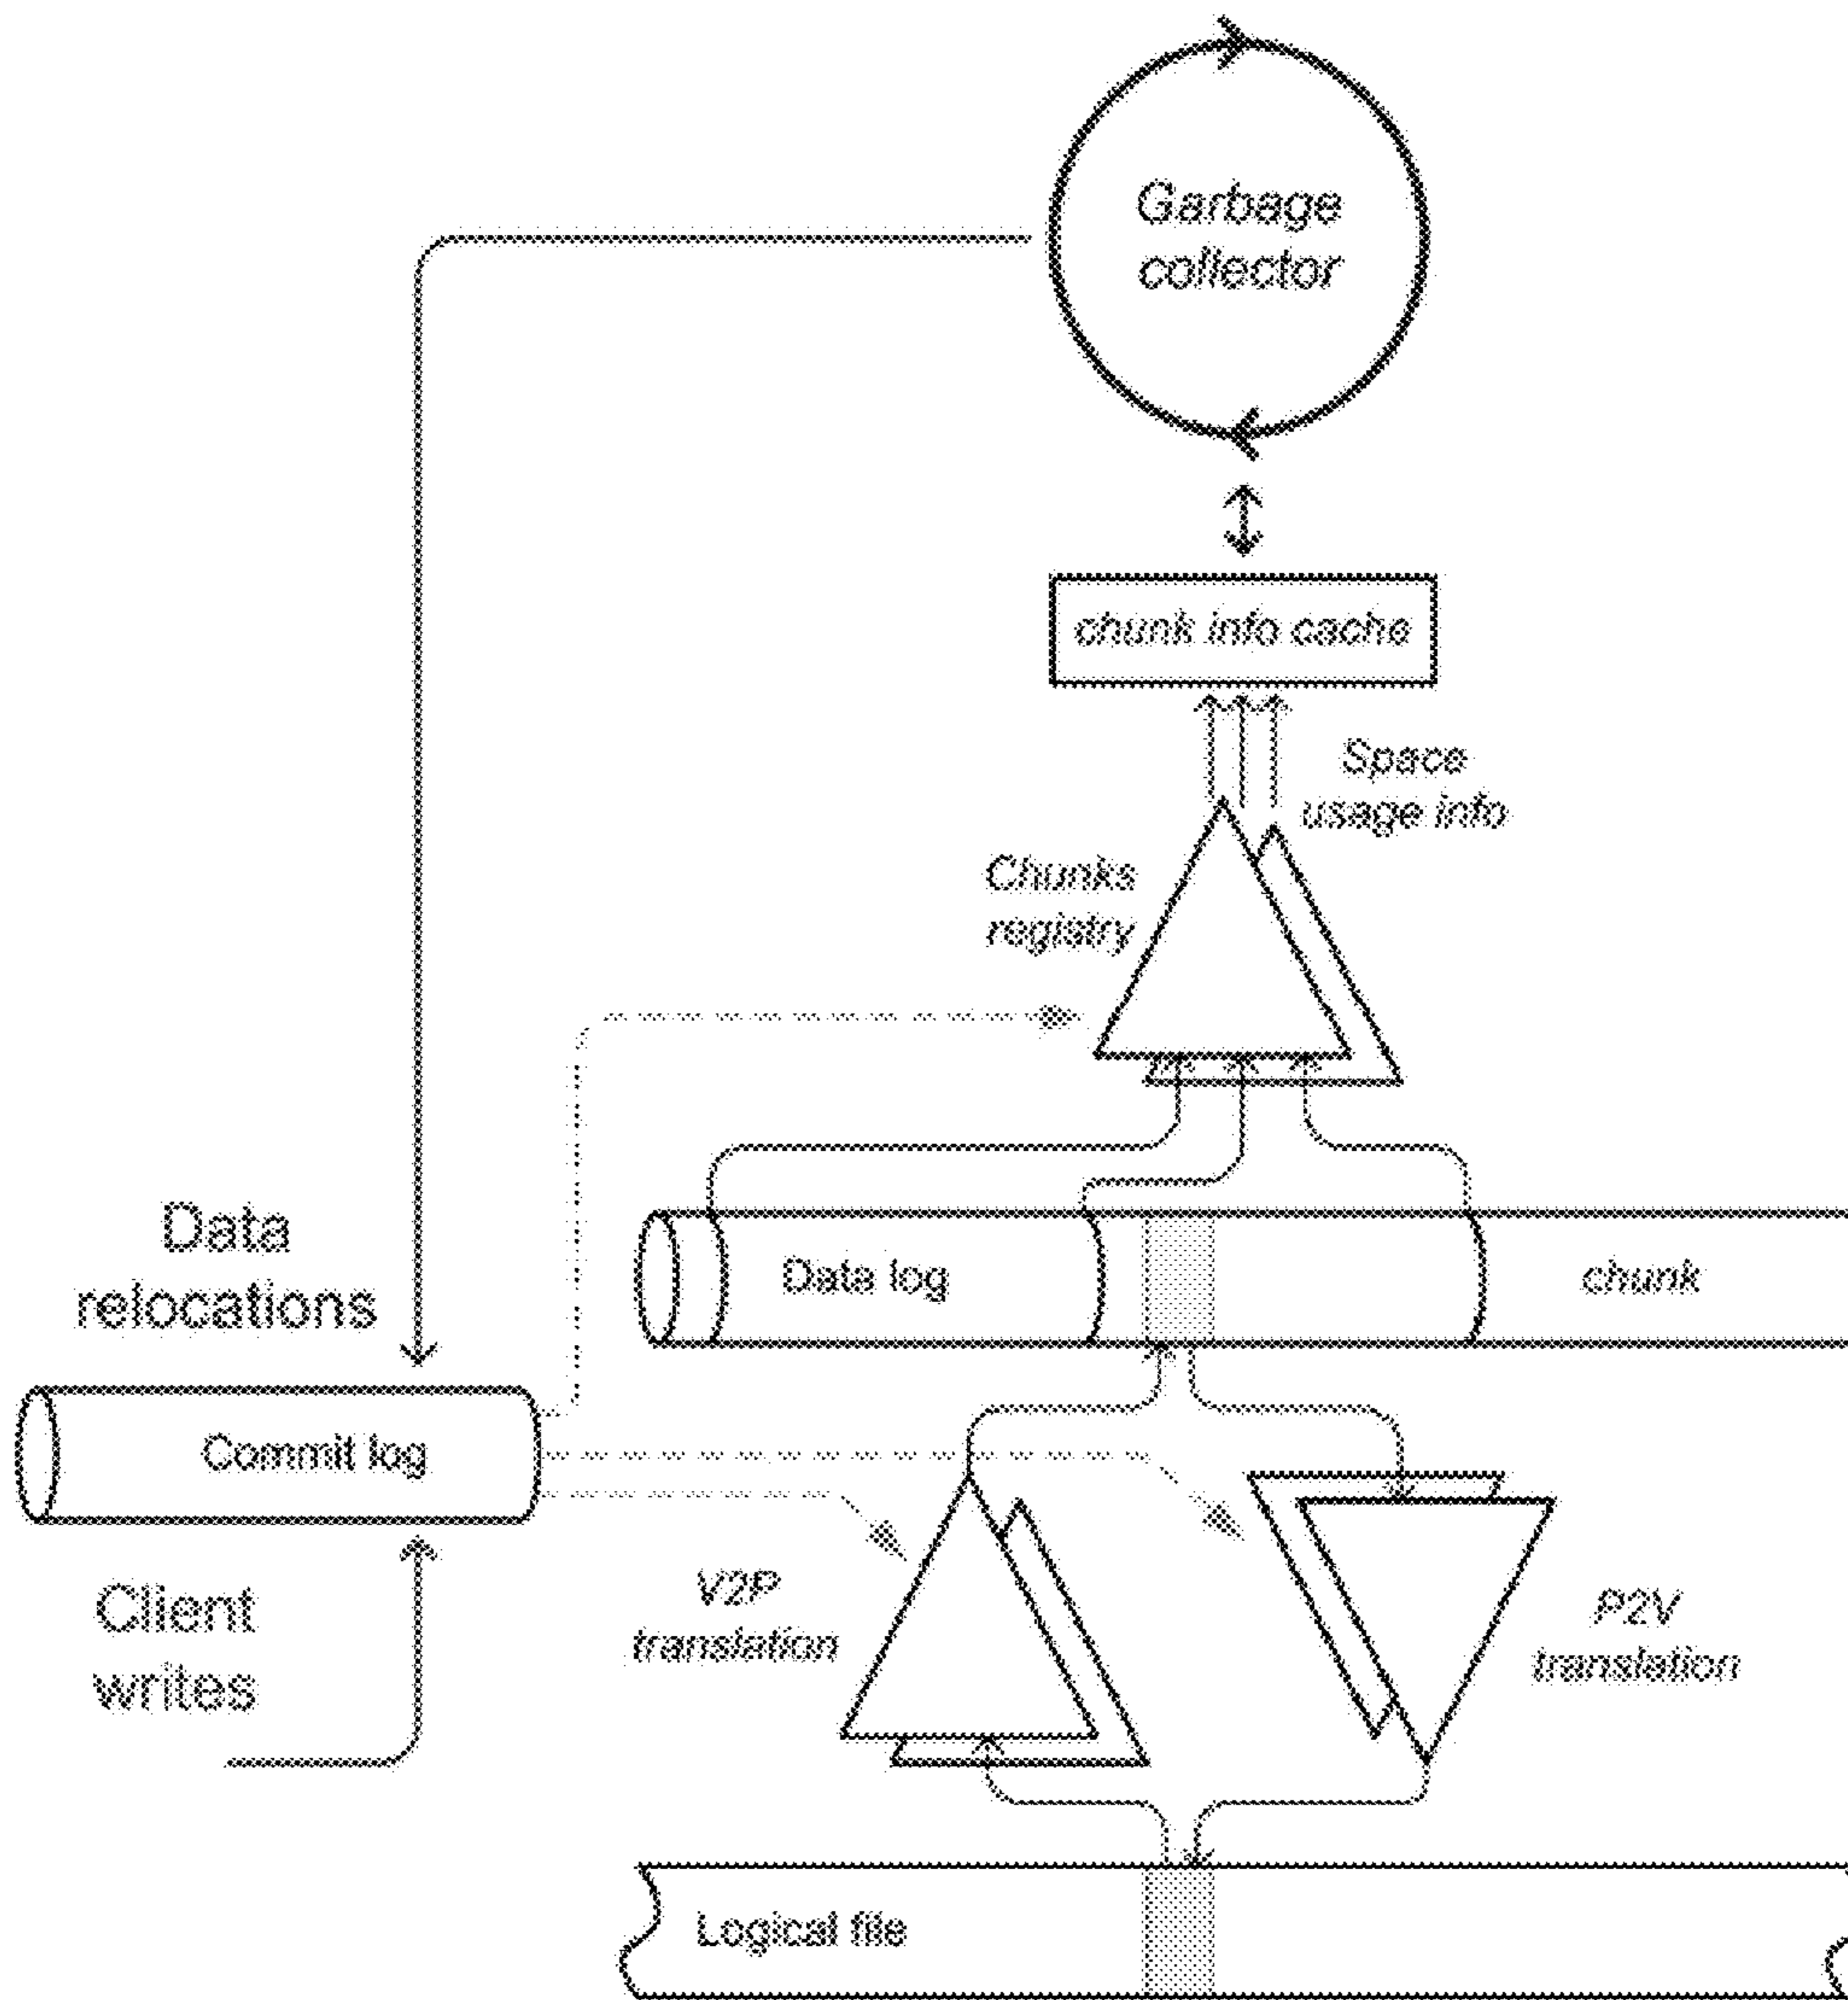 Garbage
collector
chunk info cache
Space
usage info
Chunks
registry
Data
relocations
Data log
chunk
Commit log
Client
writes
V2P
translation
P2V
translation
Logical file